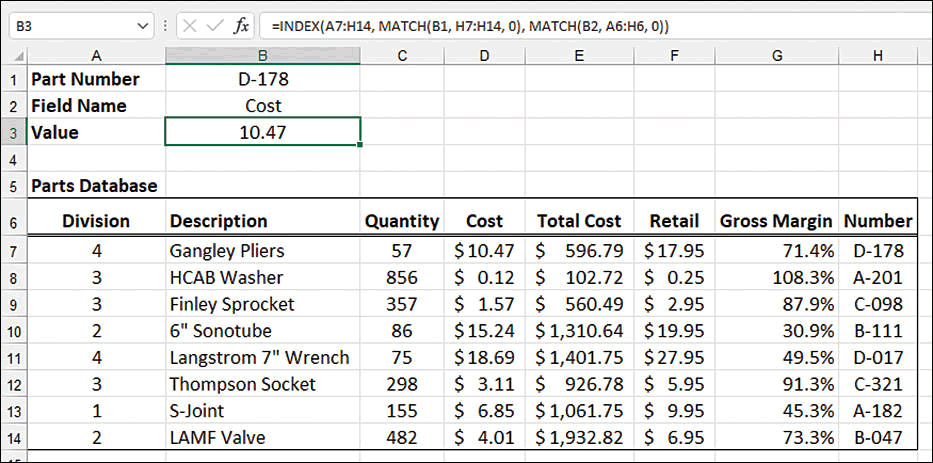 B3 fx =INDEX(A7:H14, MATCH(B1, H7:H14, 0), MATCH(B2, A6:H6, 0))
A B C D E F G H
1 Part Number D-178
2 Field Name Cost
3 Value 10.47
4
5 Parts Database
6 Division Description Quantity Cost Total Cost Retail Gross Margin Number
7 4 Gangley Pliers 57 $10.47 $ 596.79 $17.95 71.4% D-178
8 3 HCAB Washer 856 $ 0.12 $ 102.72 $ 0.25 108.3% A-201
9 3 Finley Sprocket 357 $ 1.57 $ 560.49 $ 2.95 87.9% C-098
10 2 6" Sonotube 86 $15.24 $1,310.64 $19.95 30.9% B-111
11 4 Langstrom 7" Wrench 75 $18.69 $1,401.75 $27.95 49.5% D-017
12 3 Thompson Socket 298 $ 3.11 $ 926.78 $ 5.95 91.3% C-321
13 1 S-Joint 155 $ 6.85 $1,061.75 $ 9.95 45.3% A-182
14 2 LAMF Valve 482 $ 4.01 $1,932.82 $ 6.95 73.3% B-047